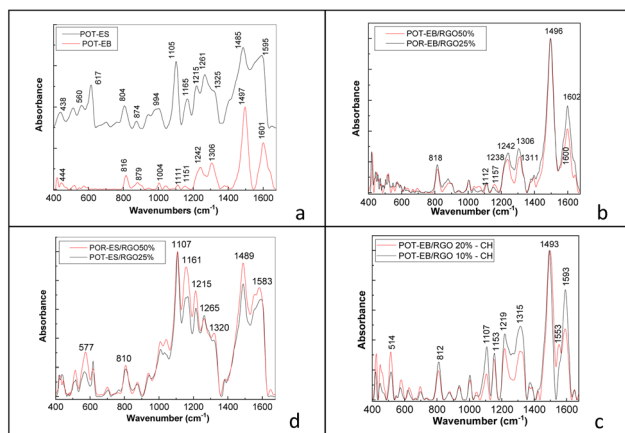 POT-ES
POT-EB
1105
1485
1595
617
1261
1215
1325
1165
560
438
804
874
994
1497
1601
1306
1242
444
816
879
1004
1111
1151
Absorbance
400 600 800 1000 1200 1400 1600
Wavenumbers (cm-1)
a
POT-EB/RGO50%
POR-EB/RGO25%
1496
1602
1306
1242
1238
1311
1600
818
112
1157
Absorbance
400 600 800 1000 1200 1400 1600
Wavenumber (cm-1)
b
POR-ES/RGO50%
POT-ES/RGO25%
1107
1161
1489
1583
1215
1265
1320
577
810
Absorbance
400 600 800 1000 1200 1400 1600
Wavenumber (cm-1)
d
POT-EB/RGO 20% - CH
POT-EB/RGO 10% - CH
1493
1593
1553
1315
1219
1107
1153
514
812
Absorbance
400 600 800 1000 1200 1400 1600
Wavenumber (cm-1)
c